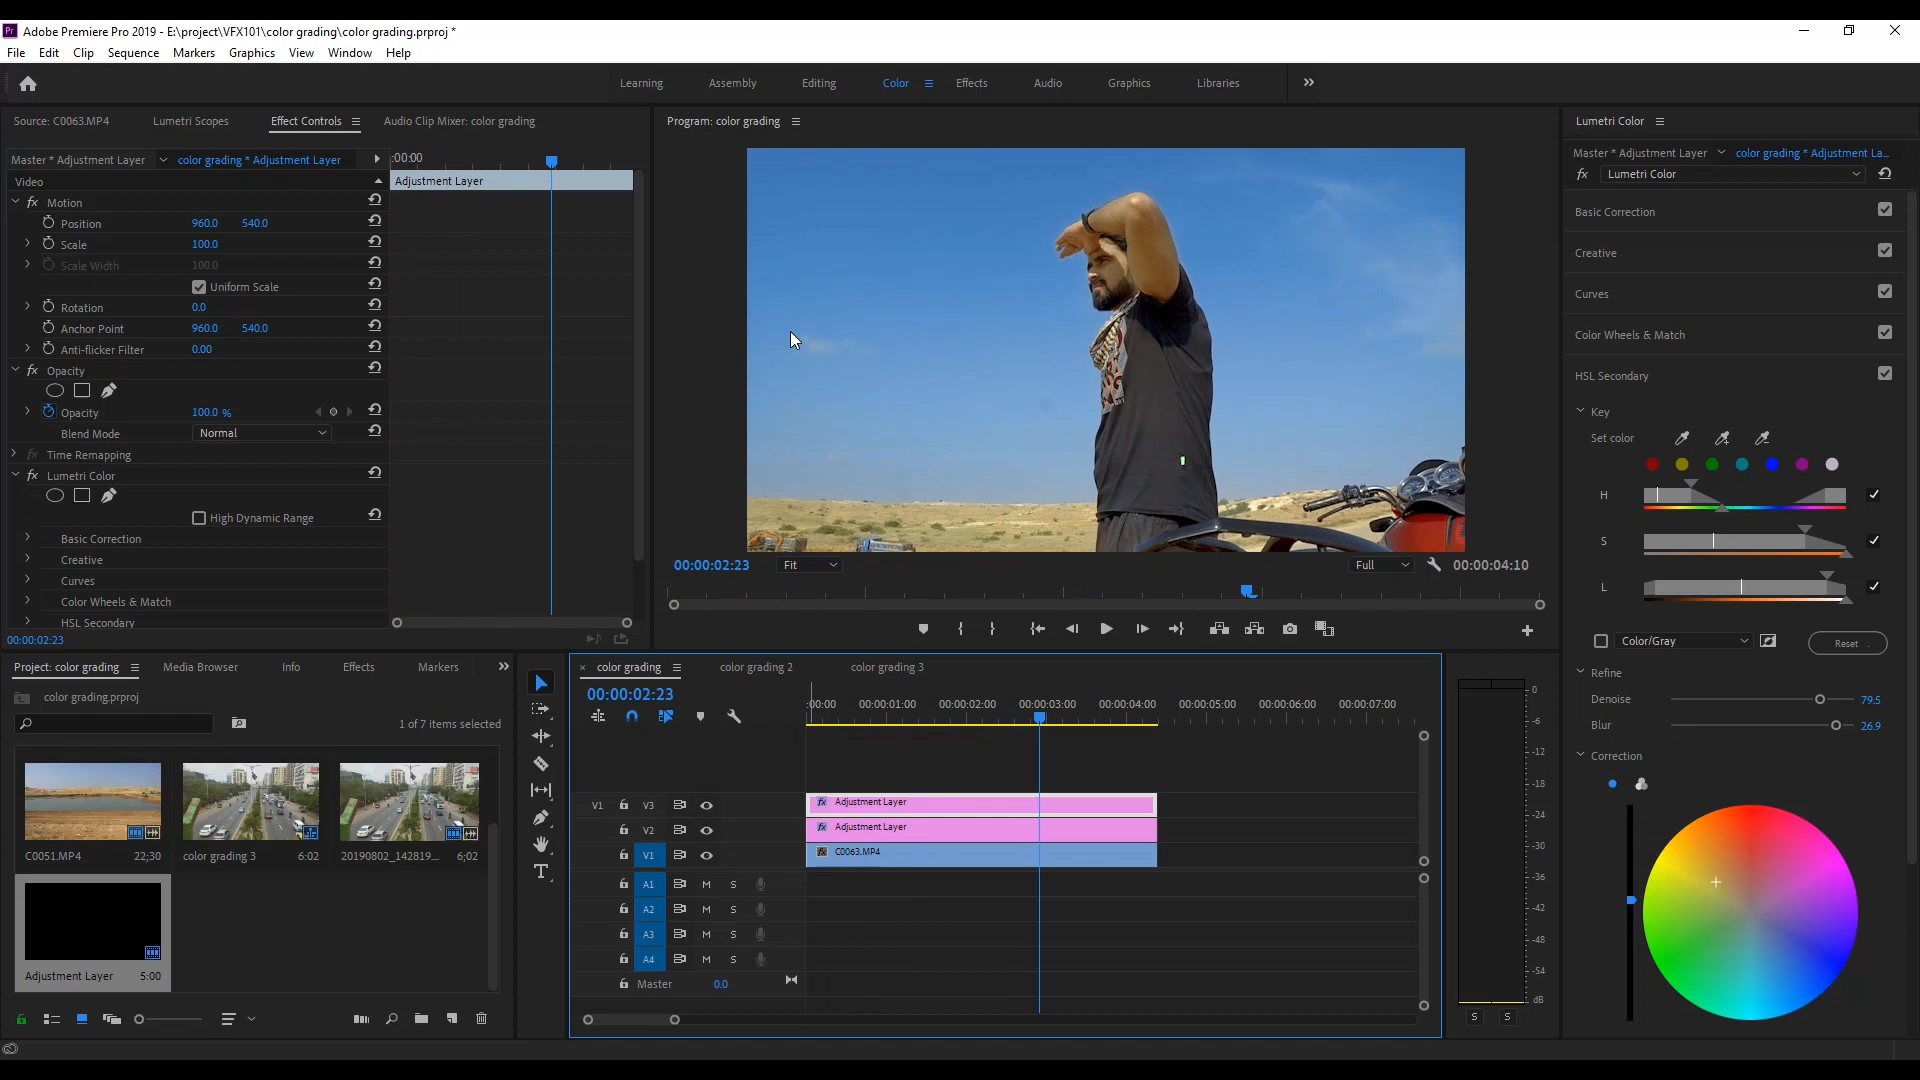 Pr Adobe Premiere Pro 2019 - E:\project\VFX101\color grading\color grading.prproj *
File Edit Clip Sequence Markers Graphics View Window Help
Learning Assembly Editing Color Effects Audio Graphics Libraries
Source: C0063.MP4 Lumetri Scopes Effect Controls Audio Clip Mixer: color grading
Master * Adjustment Layer color grading * Adjustment Layer
:00:00
Video
Adjustment Layer
fx Motion
Position 960.0 540.0
Scale 100.0
Scale Width 100.0
Uniform Scale
Rotation 0.0
Anchor Point 960.0 540.0
Anti-flicker Filter 0.00
fx Opacity
Opacity 100.0 %
Blend Mode Normal
fx Time Remapping
fx Lumetri Color
High Dynamic Range
Basic Correction
Creative
Curves
Color Wheels & Match
HSL Secondary
00:00:02:23
Program: color grading
00:00:02:23 Fit Full 00:00:04:10
Lumetri Color
Master * Adjustment Layer color grading * Adjustment La...
fx Lumetri Color
Basic Correction
Creative
Curves
Color Wheels & Match
HSL Secondary
Key
Set color
H
S
L
Color/Gray Reset
Refine
Denoise 79.5
Blur 26.9
Correction
Project: color grading Media Browser Info Effects Markers
color grading.prproj
1 of 7 items selected
C0051.MP4 22;30
color grading 3 6:02
20190802_142819... 6;02
Adjustment Layer 5:00
color grading color grading 2 color grading 3
00:00:02:23
:00:00 00:00:01:00 00:00:02:00 00:00:03:00 00:00:04:00 00:00:05:00 00:00:06:00 00:00:07:00
V1 V3 fx Adjustment Layer
V2 fx Adjustment Layer
V1 fx C0063.MP4
A1 M S
A2 M S
A3 M S
A4 M S
Master 0.0
0
-6
-12
-18
-24
-30
-36
-42
-48
-54
dB
S S